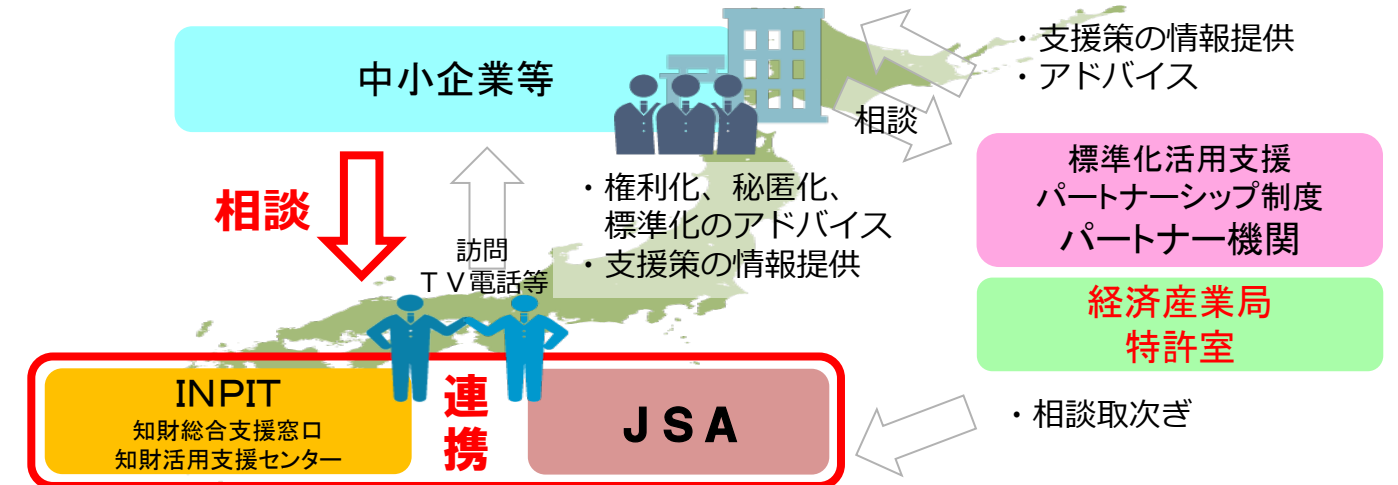 中小企業等
・支援策の情報提供
・アドバイス
相談
相談
・権利化、秘匿化、
標準化のアドバイス
・支援策の情報提供
訪問
ＴＶ電話等
標準化活用支援
パートナーシップ制度
パートナー機関
経済産業局
特許室
・相談取次ぎ
INPIT
知財総合支援窓口
知財活用支援センター
連
携
ＪＳＡ